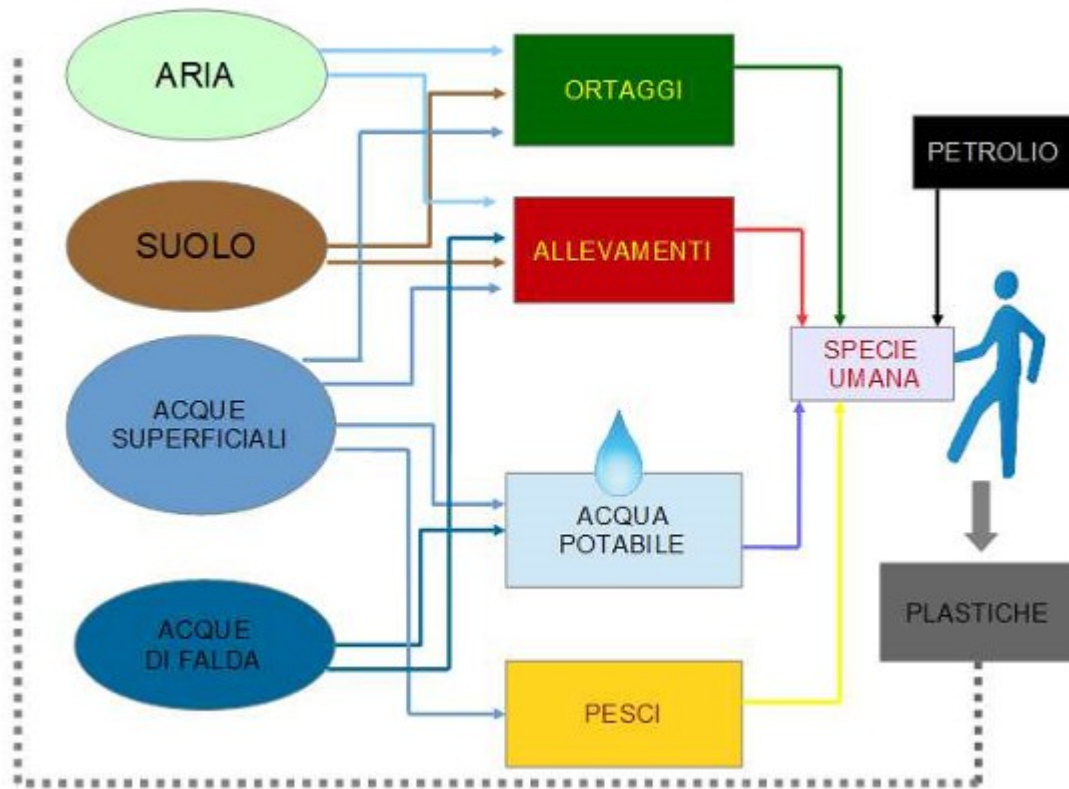 ARIA
ORTAGGI
PETROLIO
SUOLO
ALLEVAMENTI
SPECIE
UMANA
ACQUE
SUPERFICIALI
ACQUA
POTABILE
PLASTICHE
ACQUE
DI FALDA
PESCI